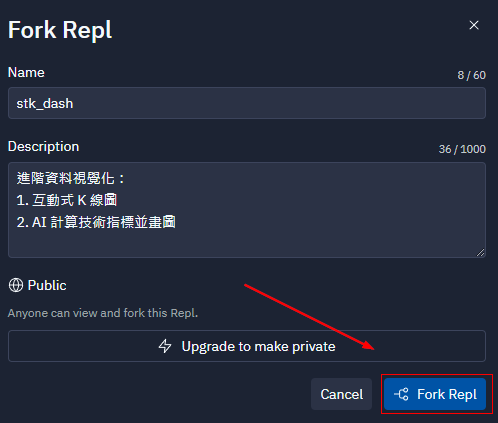 Fork Repl
Name
8 / 60
stk_dash
Description
36 / 1000
進階資料視覺化：
1. 互動式 K 線圖
2. AI 計算技術指標並畫圖
Public
Anyone can view and fork this Repl.
Upgrade to make private
Cancel
Fork Repl